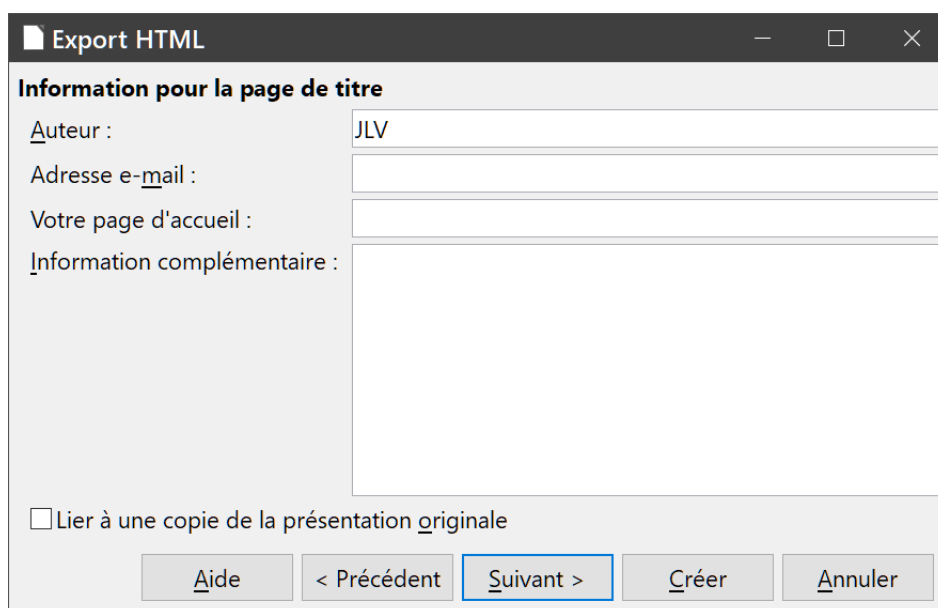 Export HTML
Information pour la page de titre
Auteur :
JLV
Adresse e-mail :
Votre page d'accueil :
Information complémentaire :
Lier à une copie de la présentation originale
Aide
< Précédent
Suivant >
Créer
Annuler